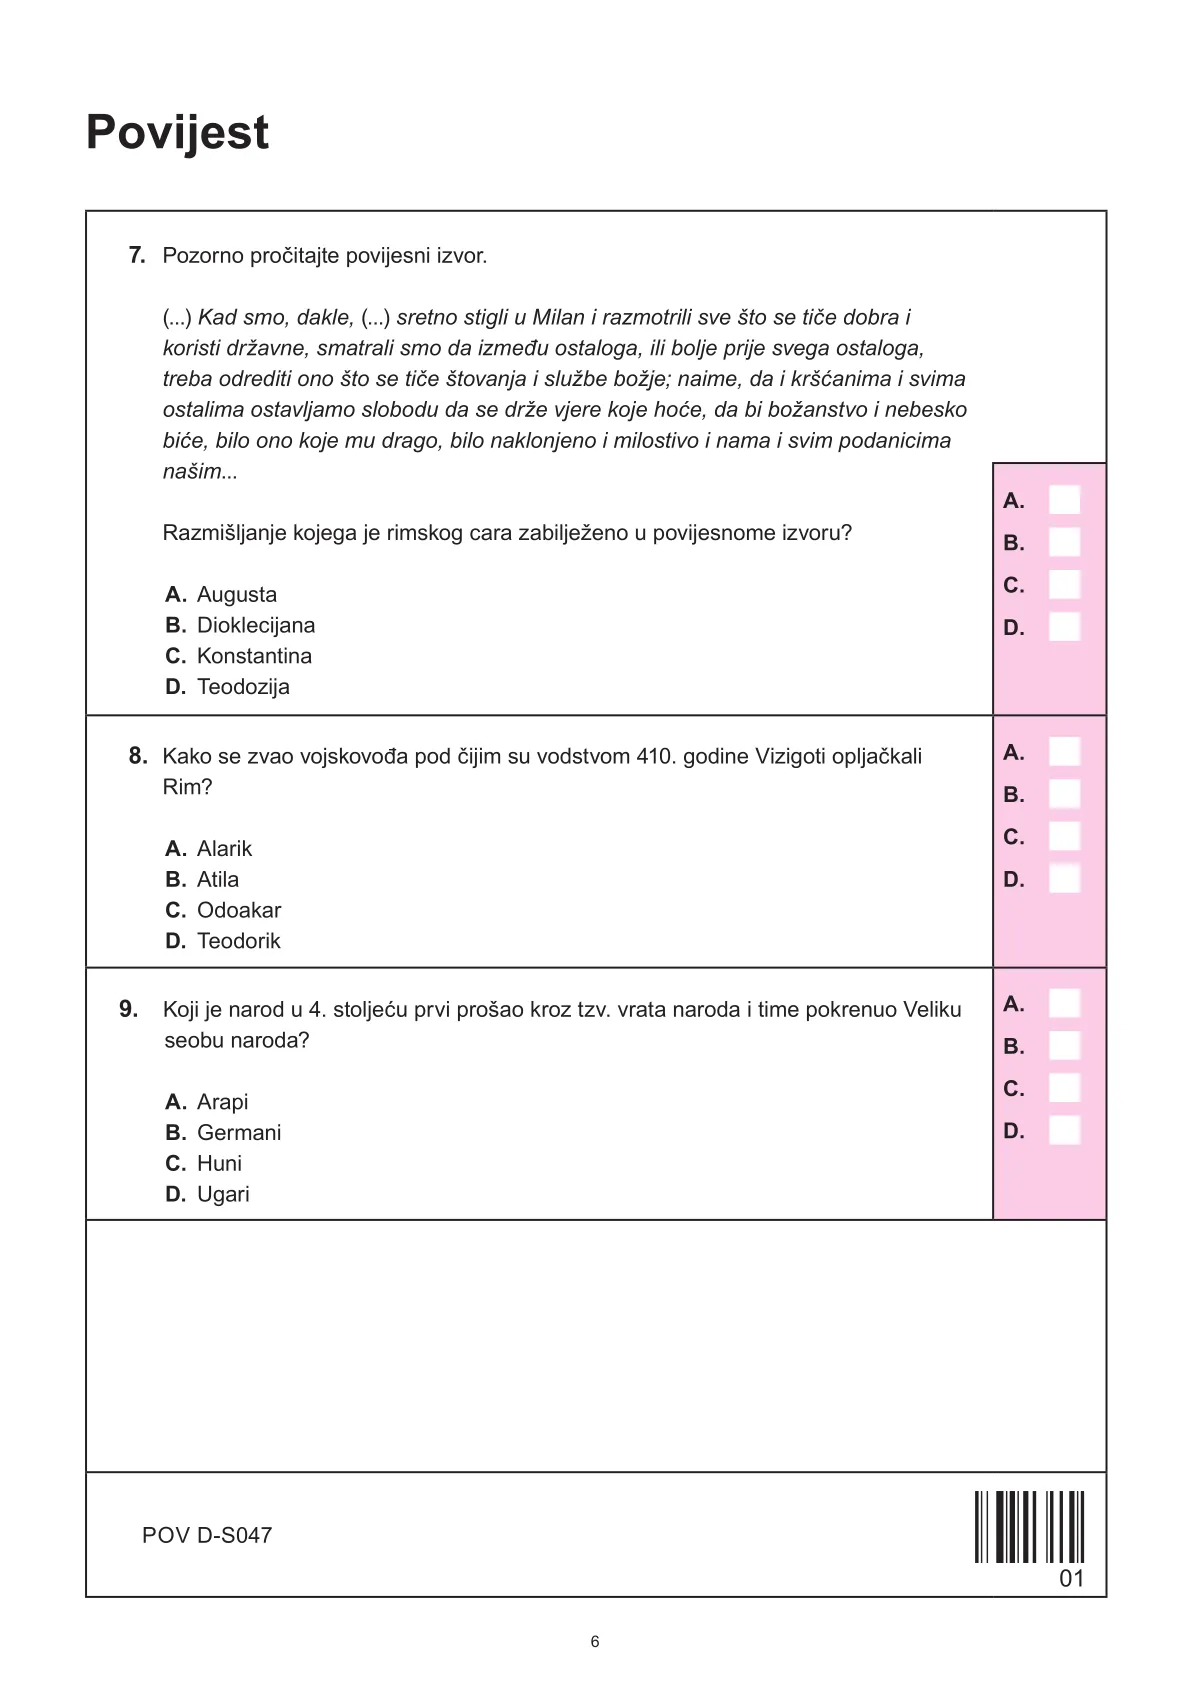 Povijest
7. Pozorno pročitajte povijesni izvor.
(...) Kad smo, dakle, (...) sretno stigli u Milan i razmotrili sve što se tiče dobra i
koristi državne, smatrali smo da između ostaloga, ili bolje prije svega ostaloga,
treba odrediti ono što se tiče štovanja i službe božje; naime, da i kršćanima i svima
ostalima ostavljamo slobodu da se drže vjere koje hoće, da bi božanstvo i nebesko
biće, bilo ono koje mu drago, bilo naklonjeno i milostivo i nama i svim podanicima
našim...
Razmišljanje kojega je rimskog cara zabilježeno u povijesnome izvoru?
A. Augusta
B. Dioklecijana
C. Konstantina
D. Teodozija
A.
B.
C.
D.
8. Kako se zvao vojskovođa pod čijim su vodstvom 410. godine Vizigoti opljačkali
Rim?
A. Alarik
B. Atila
C. Odoakar
D. Teodorik
A.
B.
C.
D.
9. Koji je narod u 4. stoljeću prvi prošao kroz tzv. vrata naroda i time pokrenuo Veliku
seobu naroda?
A. Arapi
B. Germani
C. Huni
D. Ugari
A.
B.
C.
D.
POV D-S047
01
6